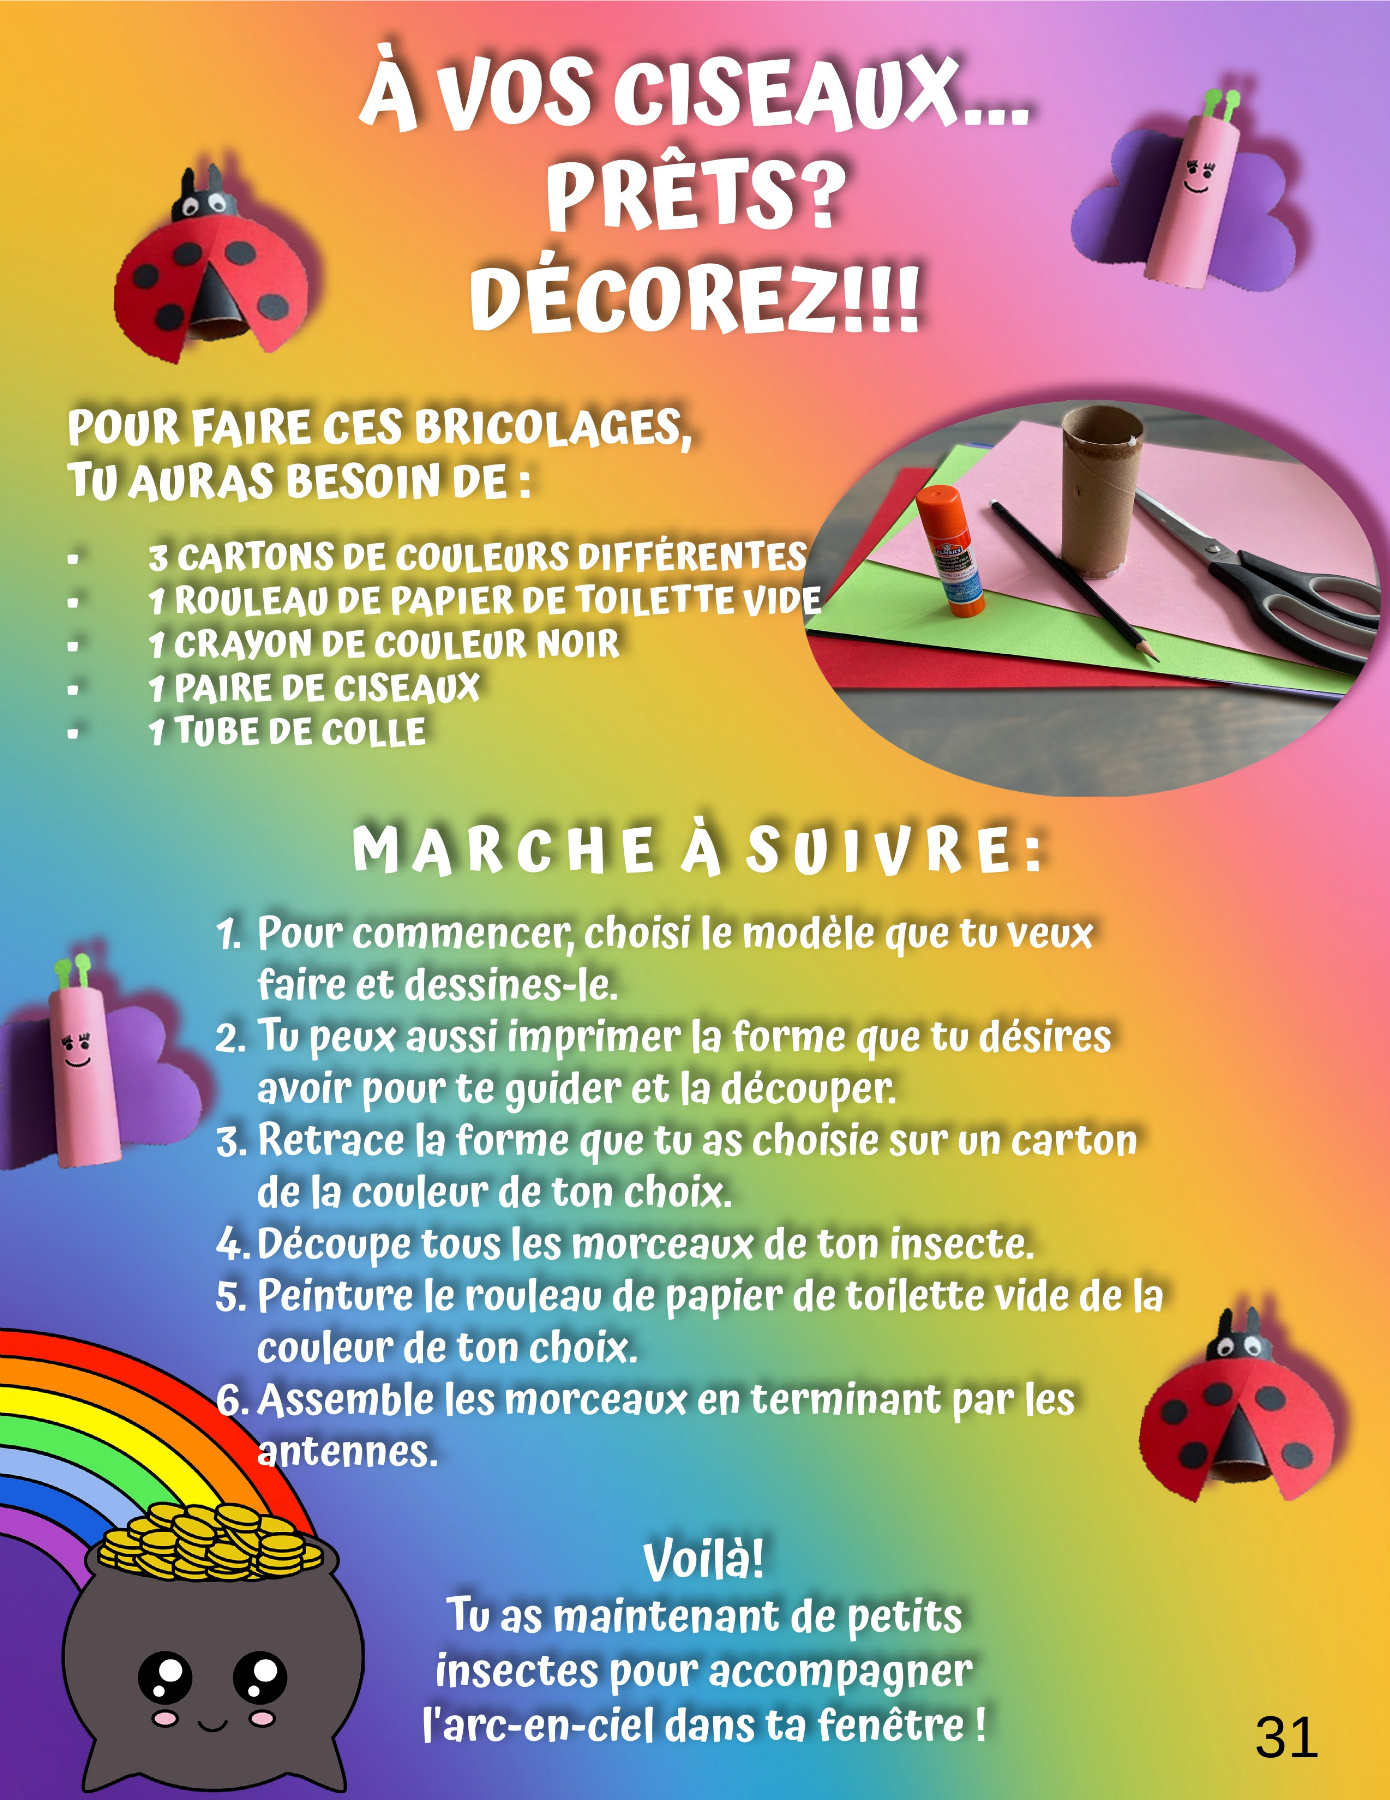 À VOS CISEAUX...
PRÊTS?
DÉCOREZ!!!
POUR FAIRE CES BRICOLAGES,
TU AURAS BESOIN DE :
• 3 CARTONS DE COULEURS DIFFÉRENTES
• 1 ROULEAU DE PAPIER DE TOILETTE VIDE
• 1 CRAYON DE COULEUR NOIR
• 1 PAIRE DE CISEAUX
• 1 TUBE DE COLLE
MARCHE À SUIVRE:
1. Pour commencer, choisi le modèle que tu veux
faire et dessines-le.
2. Tu peux aussi imprimer la forme que tu désires
avoir pour te guider et la découper.
3. Retrace la forme que tu as choisie sur un carton
de la couleur de ton choix.
4. Découpe tous les morceaux de ton insecte.
5. Peinture le rouleau de papier de toilette vide de la
couleur de ton choix.
6. Assemble les morceaux en terminant par les
antennes.
Voilà!
Tu as maintenant de petits
insectes pour accompagner
l'arc-en-ciel dans ta fenêtre !
31